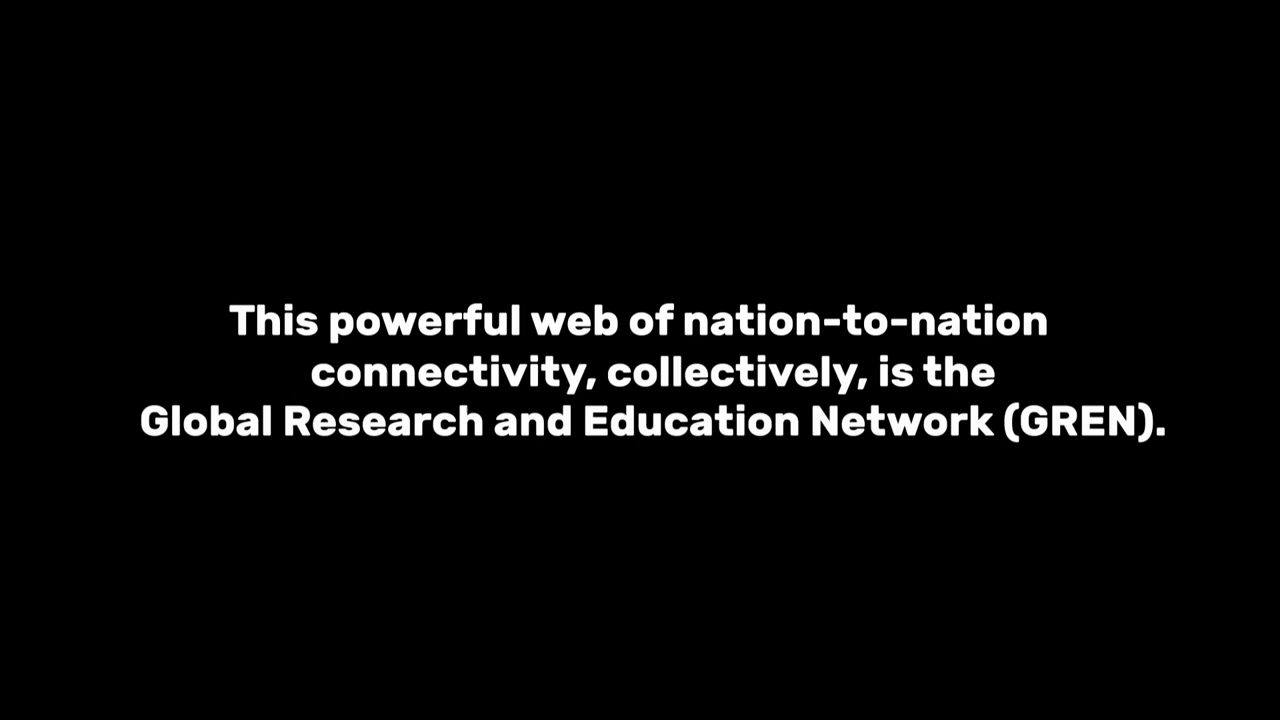 This powerful web of nation-to-nation
connectivity, collectively, is the
Global Research and Education Network (GREN).